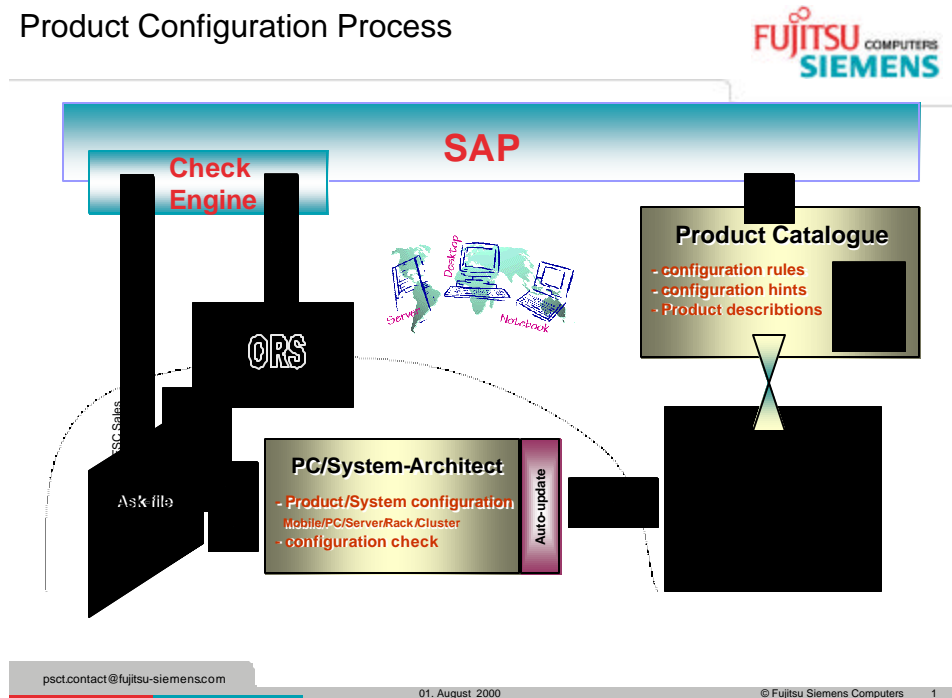 Product Configuration Process
FUJITSU COMPUTERS
SIEMENS
SAP
Check
Engine
Product Catalogue
- configuration rules
- configuration hints
- Product describtions
Desktop
Server
Notebook
ORS
Sales
Ask-file
PC/System-Architect
- Product/System configuration
Mobile/PC/Server/Rack/Cluster
- configuration check
Auto-update
psct.contact@fujitsu-siemens.com
01. August 2000
© Fujitsu Siemens Computers 1